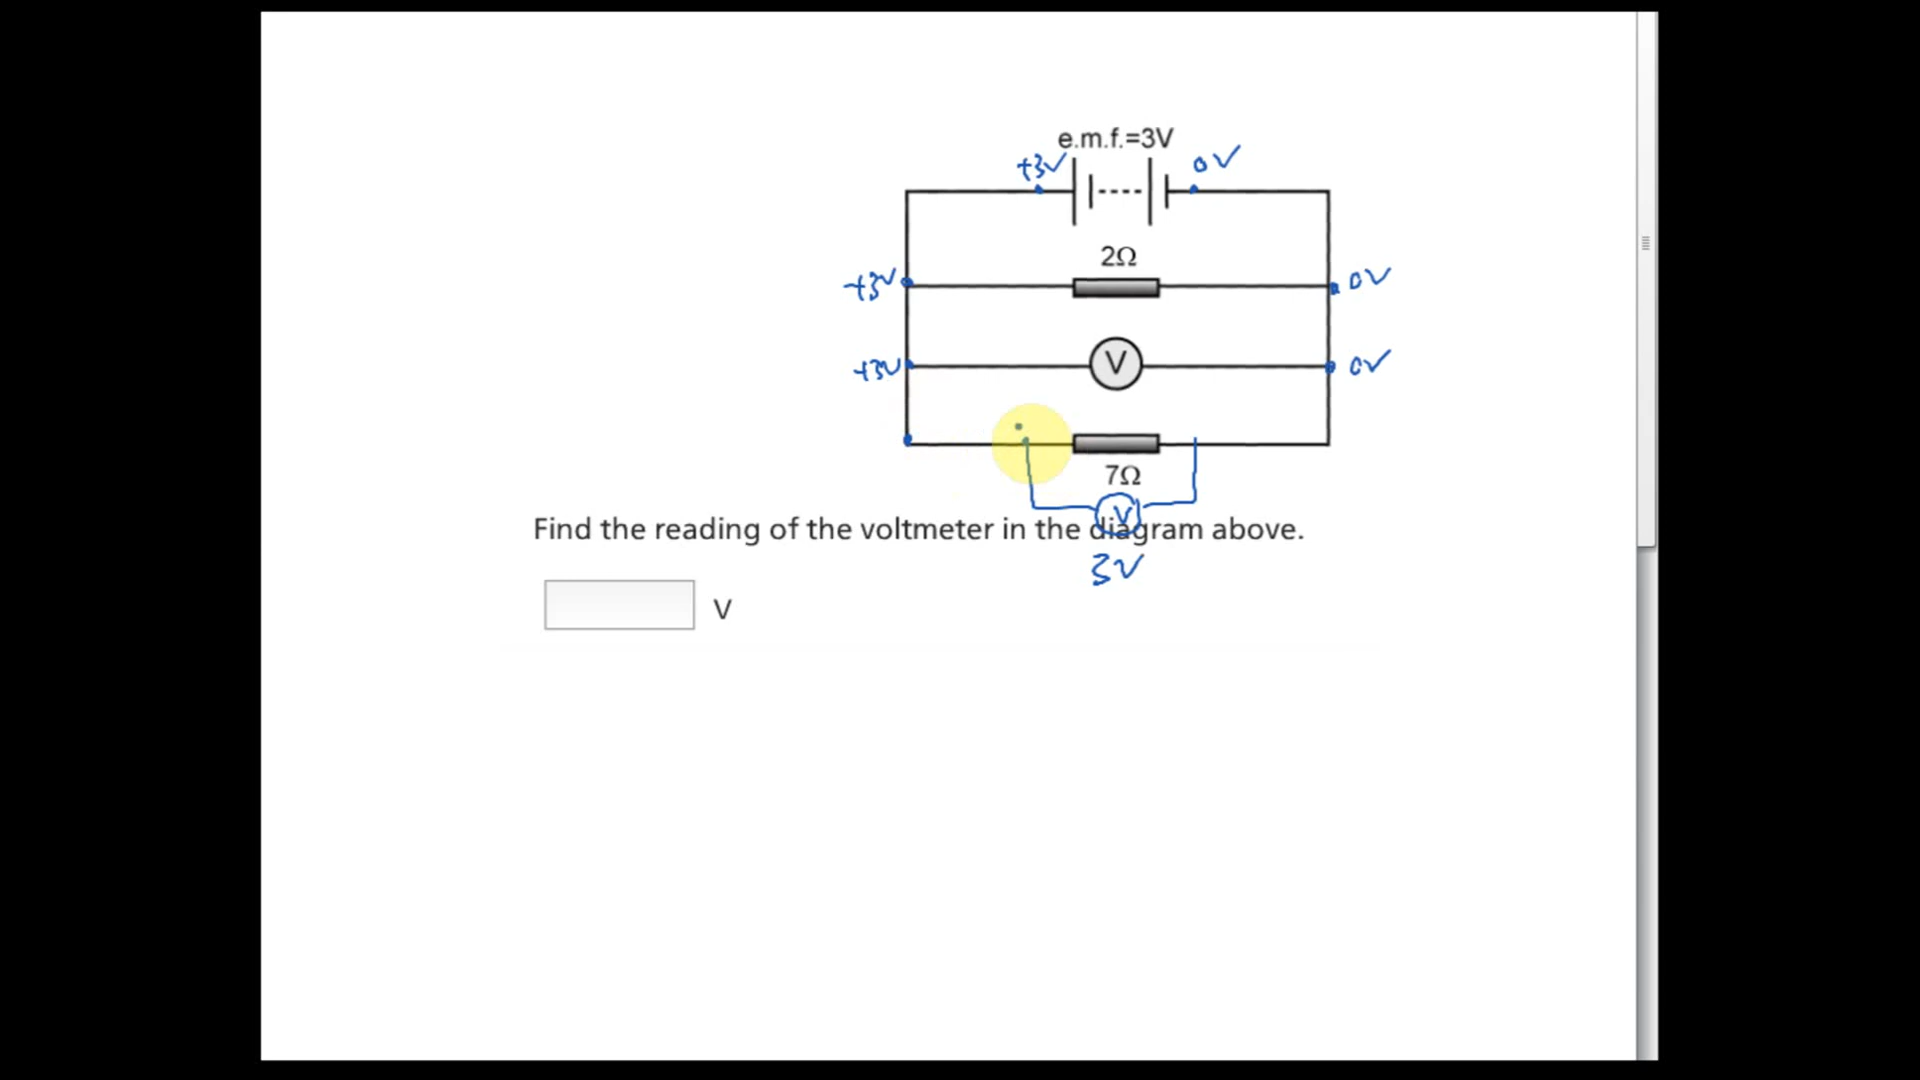 e.m.f.=3V
+3V
0V
2Ω
+3V
0V
V
+3V
0V
7Ω
V
Find the reading of the voltmeter in the diagram above.
3V
V